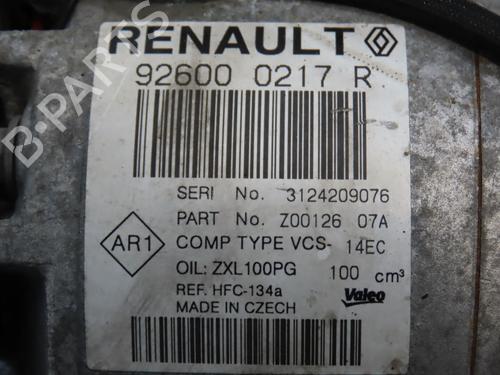 RENAULT
92600 0217 R
SERI No. 3124209076
PART No. Z00126 07A
AR1
COMP TYPE VCS- 14EC
OIL: ZXL100PG 100 cm³
REF. HFC-134a
MADE IN CZECH
Valeo
B-PARTS